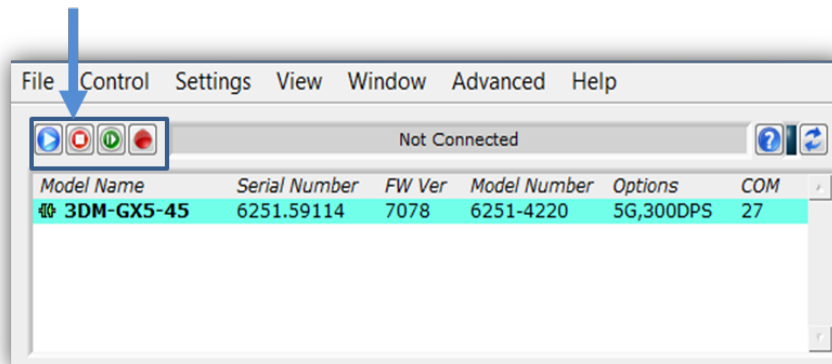 File Control Settings View Window Advanced Help
Not Connected
Model Name Serial Number FW Ver Model Number Options COM
3DM-GX5-45 6251.59114 7078 6251-4220 5G,300DPS 27